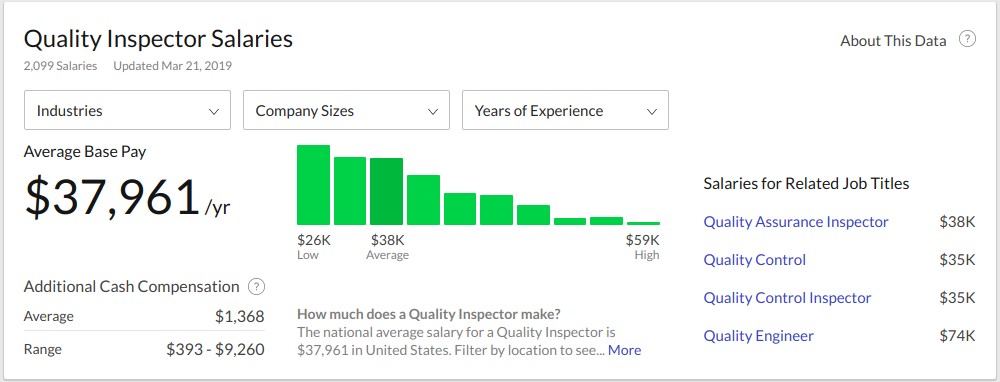 Quality Inspector Salaries
About This Data ?
2,099 Salaries Updated Mar 21, 2019
Industries
Company Sizes
Years of Experience
Average Base Pay
$37,961 /yr
$26K
Low
$38K
Average
$59K
High
Additional Cash Compensation ?
Average $1,368
Range $393 - $9,260
How much does a Quality Inspector make?
The national average salary for a Quality Inspector is
$37,961 in United States. Filter by location to see... More
Salaries for Related Job Titles
Quality Assurance Inspector $38K
Quality Control $35K
Quality Control Inspector $35K
Quality Engineer $74K